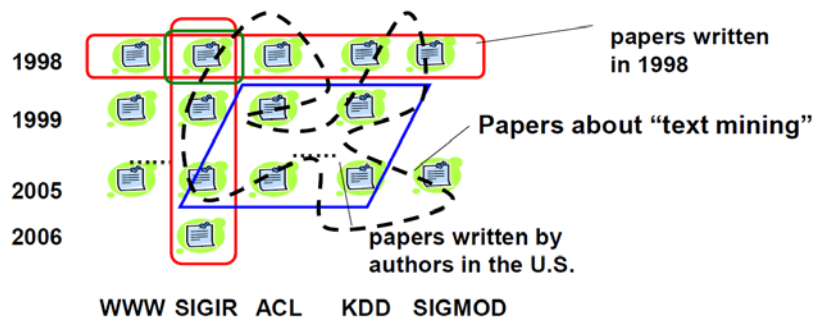 papers written
in 1998
1998
1999
Papers about “text mining”
2005
2006
papers written by
authors in the U.S.
WWW SIGIR ACL KDD SIGMOD